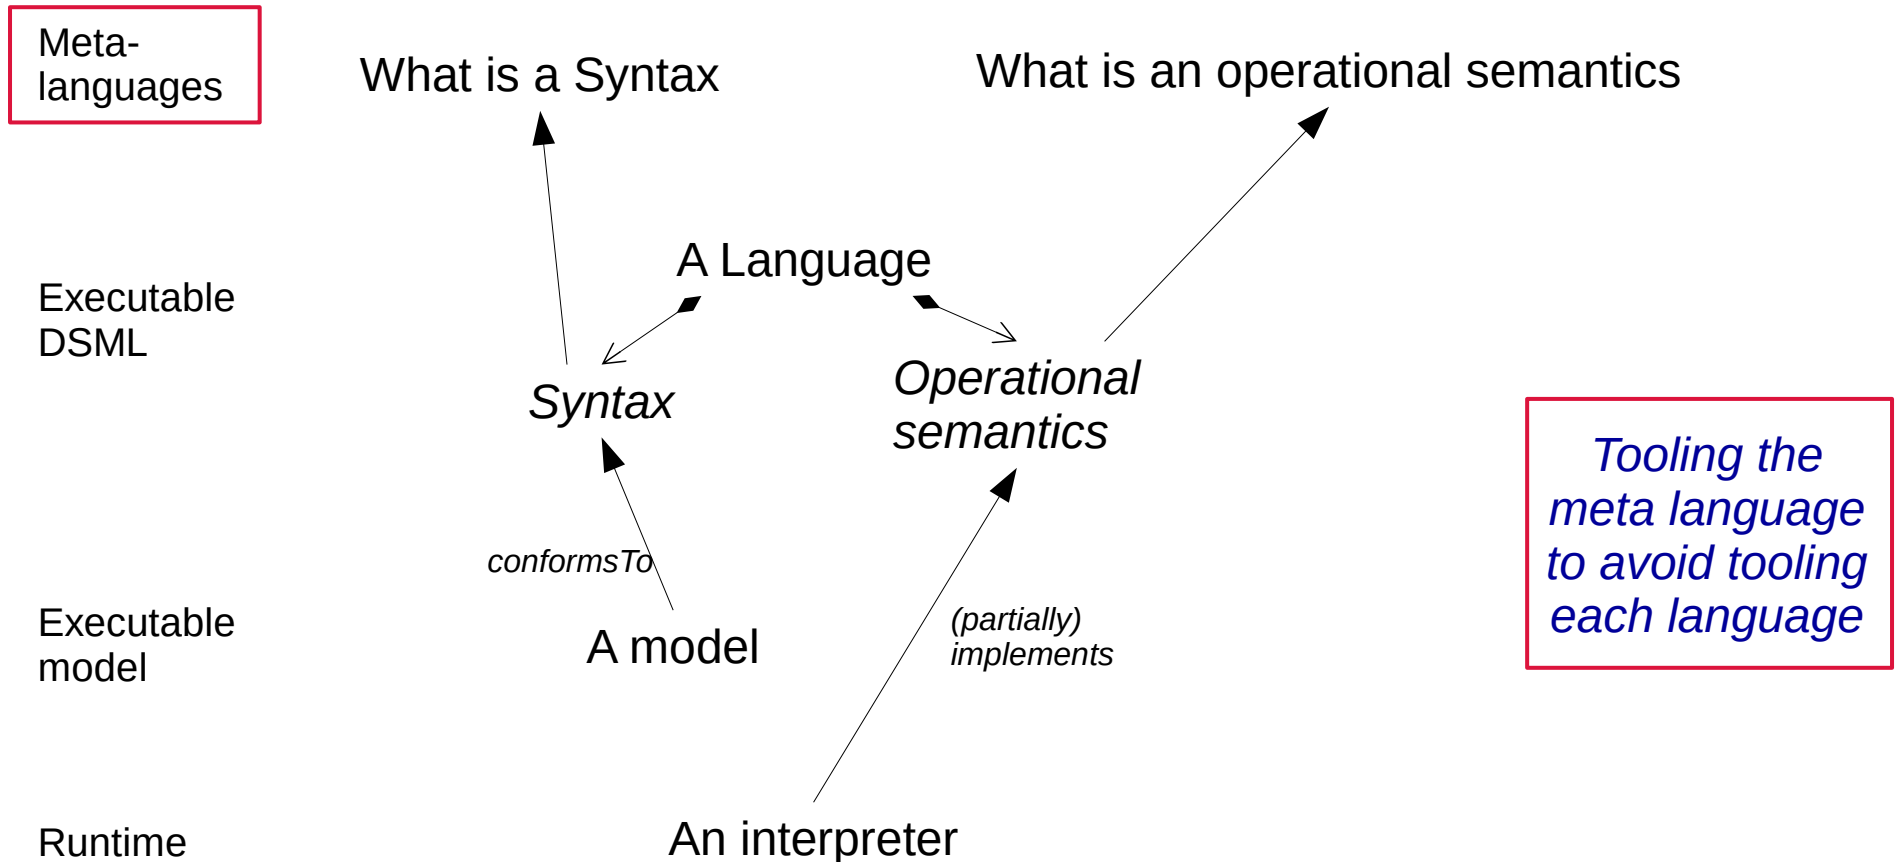 Meta-
languages
What is a Syntax
What is an operational semantics
A Language
Executable
DSML
Syntax
Operational
semantics
Tooling the
meta language
to avoid tooling
each language
conformsTo
Executable
model
A model
(partially)
implements
Runtime
An interpreter